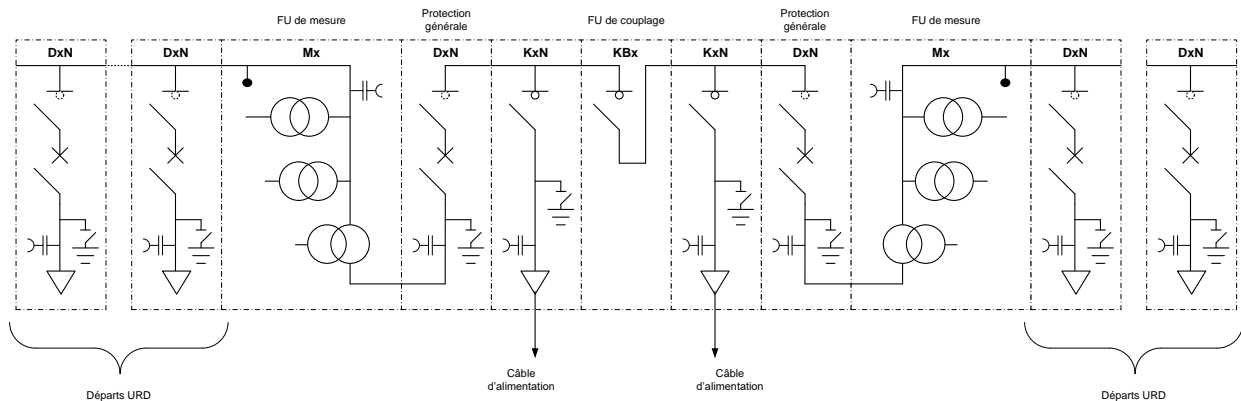 FU de mesure
Protection
générale
FU de couplage
Protection
générale
FU de mesure
DxN
DxN
Mx
DxN
KxN
KBx
KxN
DxN
Mx
DxN
DxN
Câble
d'alimentation
Câble
d'alimentation
Départs URD
Départs URD